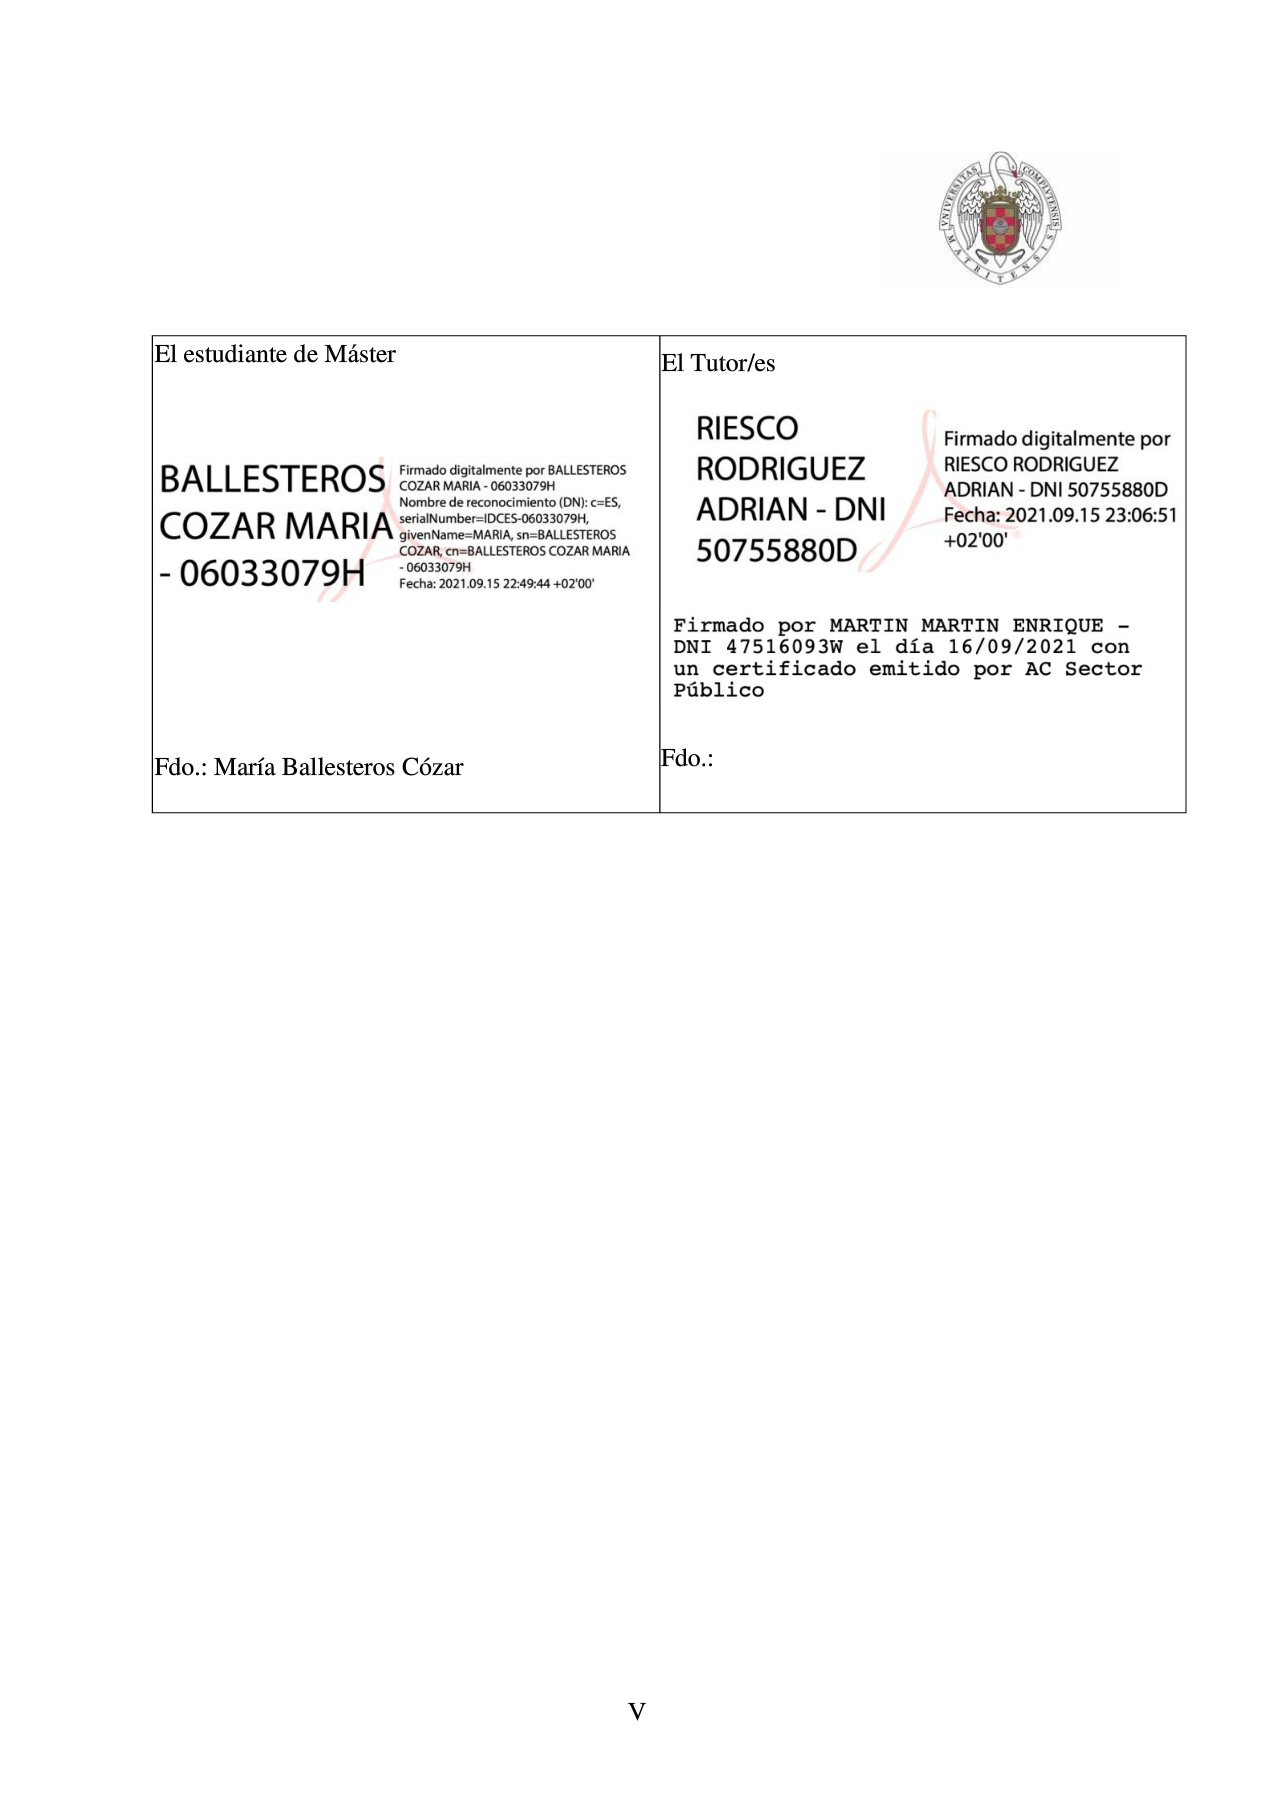 VNIVERSITAS COMPLVTENSIS MATRITENSIS
El estudiante de Máster
BALLESTEROS
COZAR MARIA
- 06033079H
Firmado digitalmente por BALLESTEROS
COZAR MARIA - 06033079H
Nombre de reconocimiento (DN): c=ES,
serialNumber=IDCES-06033079H,
givenName=MARIA, sn=BALLESTEROS
COZAR, cn=BALLESTEROS COZAR MARIA
- 06033079H
Fecha: 2021.09.15 22:49:44 +02'00'
Fdo.: María Ballesteros Cózar
El Tutor/es
RIESCO
RODRIGUEZ
ADRIAN - DNI
50755880D
Firmado digitalmente por
RIESCO RODRIGUEZ
ADRIAN - DNI 50755880D
Fecha: 2021.09.15 23:06:51
+02'00'
Firmado por MARTIN MARTIN ENRIQUE -
DNI 47516093W el día 16/09/2021 con
un certificado emitido por AC Sector
Público
Fdo.:
V